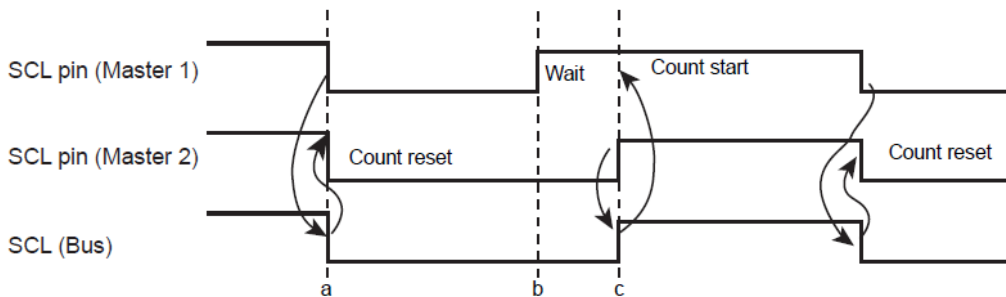 SCL pin (Master 1)
Wait
Count start
SCL pin (Master 2)
Count reset
Count reset
SCL (Bus)
a
b
c